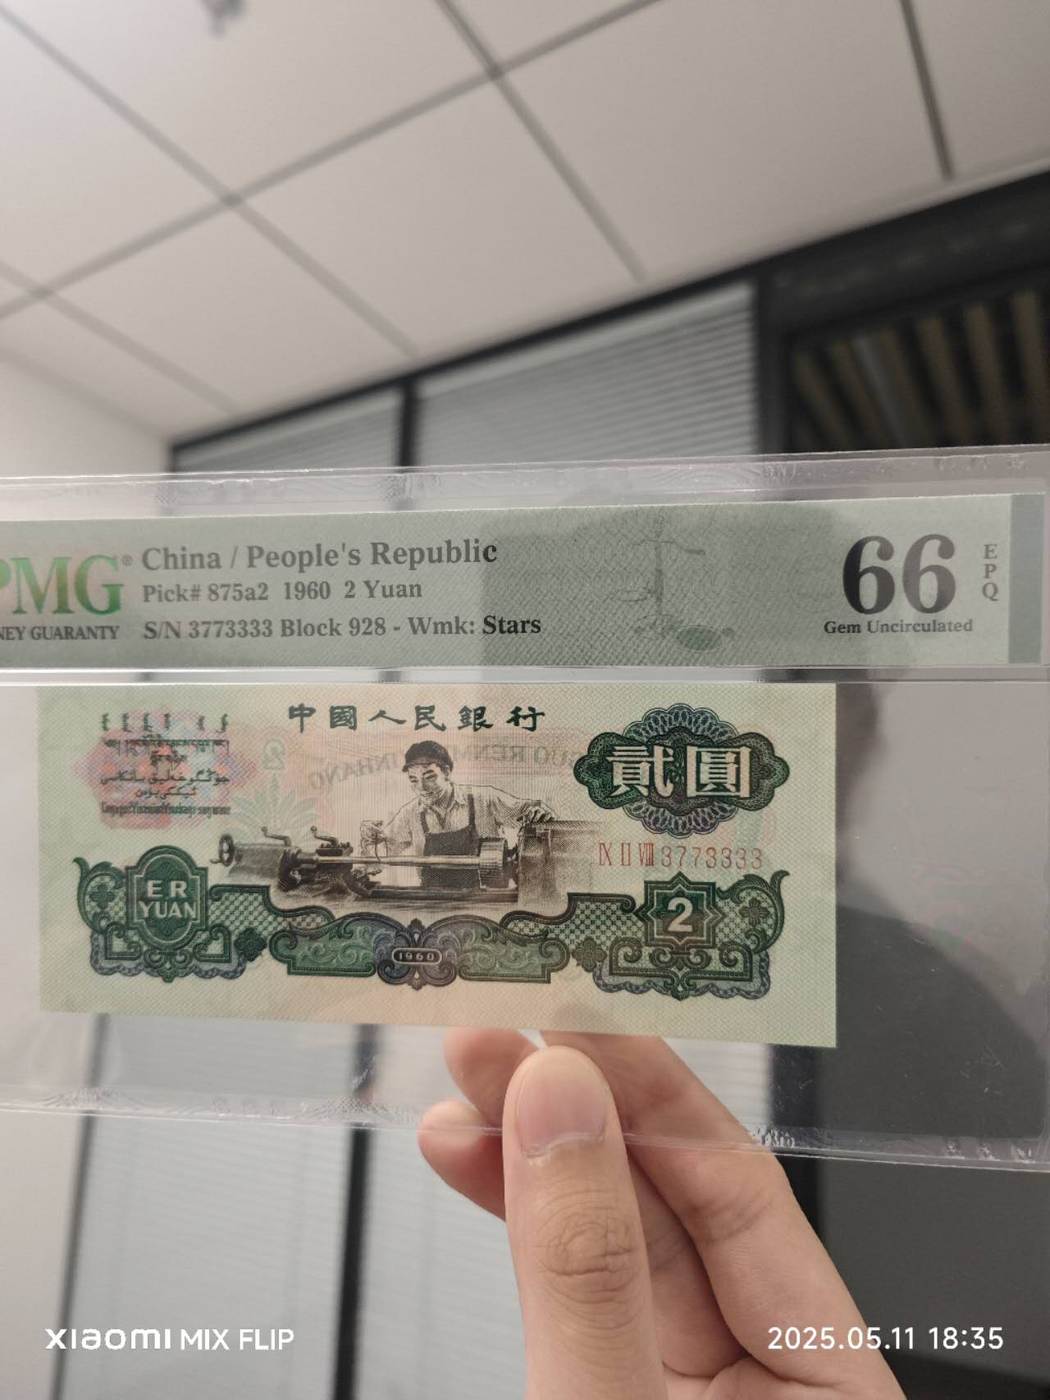 PMG® China / People's Republic
Pick# 875a2 1960 2 Yuan
NEY GUARANTY S/N 3773333 Block 928 - Wmk: Stars
66 EPQ
Gem Uncirculated
中國人民銀行
貳圓
IX II VIII 3773333
ER
YUAN
2
1960
xiaomi MIX FLIP
2025.05.11 18:35